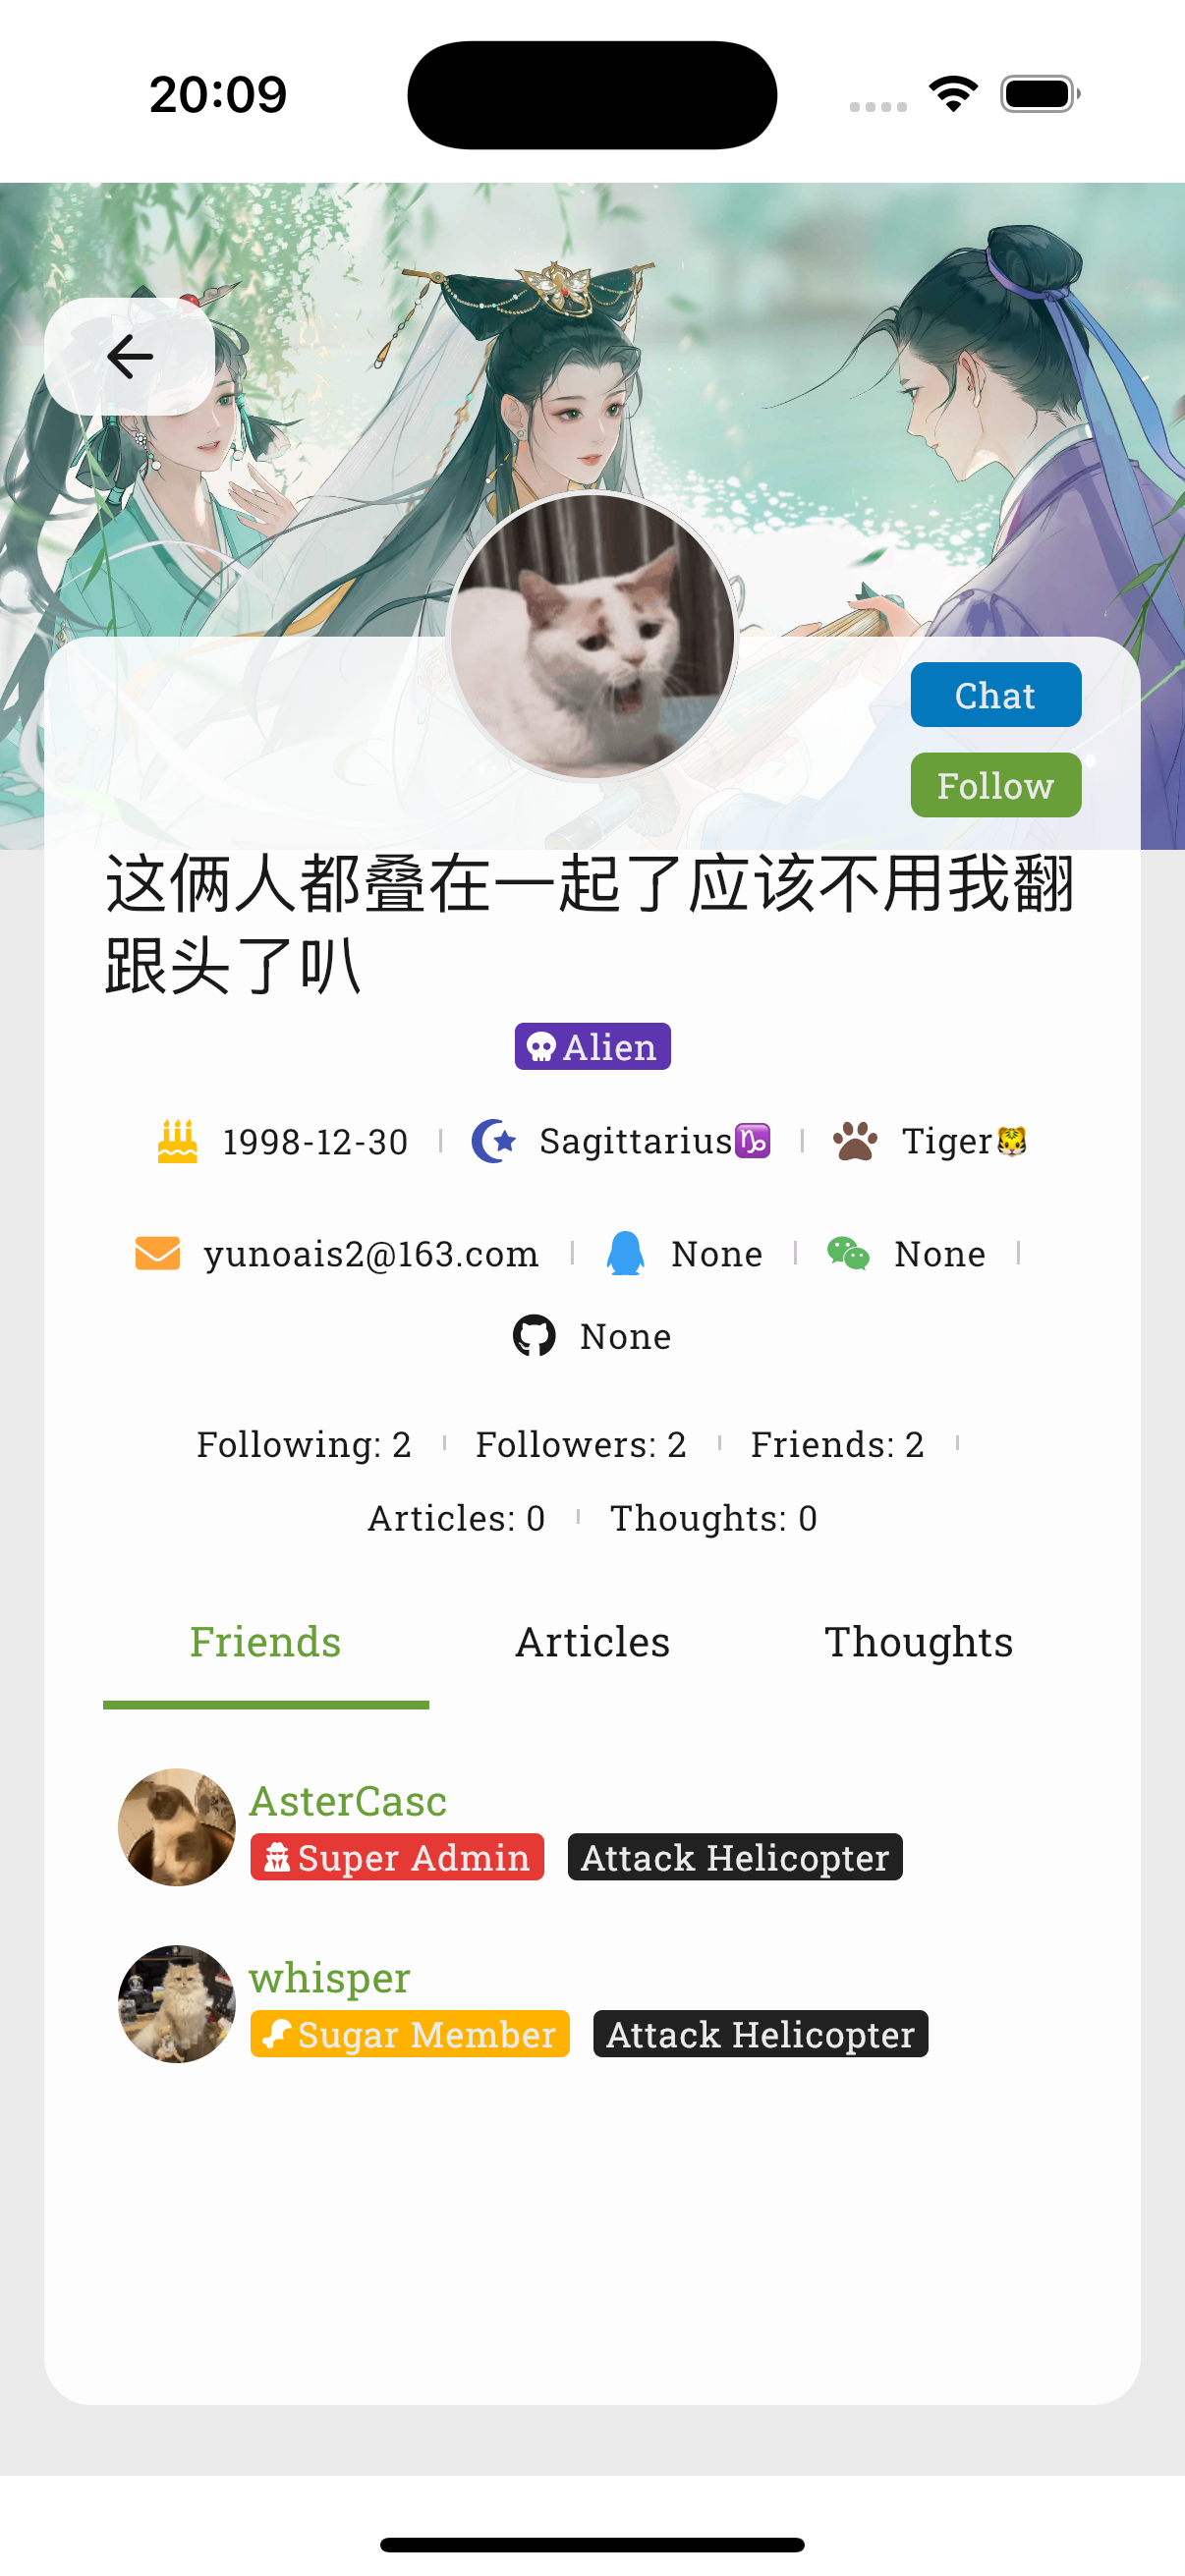 20:09
Chat
Follow
这俩人都叠在一起了应该不用我翻
跟头了叭
Alien
1998-12-30 Sagittarius♑ Tiger🐯
yunoais2@163.com None None
None
Following: 2 Followers: 2 Friends: 2
Articles: 0 Thoughts: 0
Friends Articles Thoughts
AsterCasc
Super Admin Attack Helicopter
whisper
Sugar Member Attack Helicopter